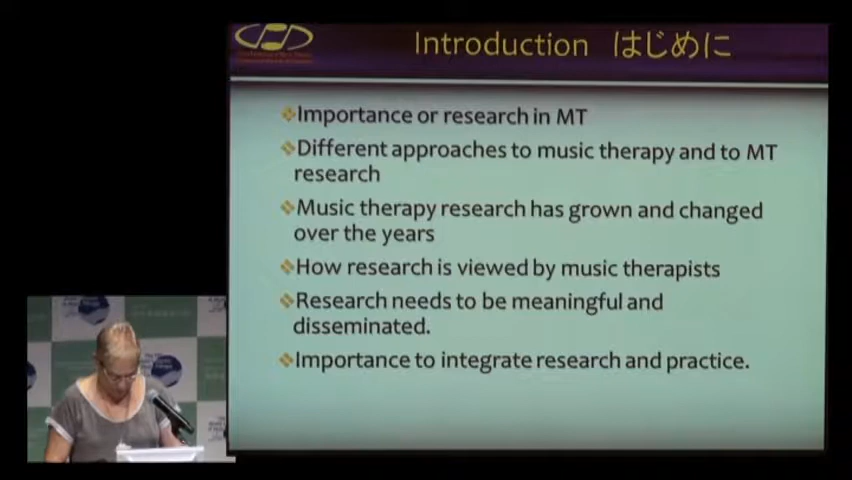 Introduction はじめに
Importance or research in MT
Different approaches to music therapy and to MT
research
Music therapy research has grown and changed
over the years
How research is viewed by music therapists
Research needs to be meaningful and
disseminated.
Importance to integrate research and practice.